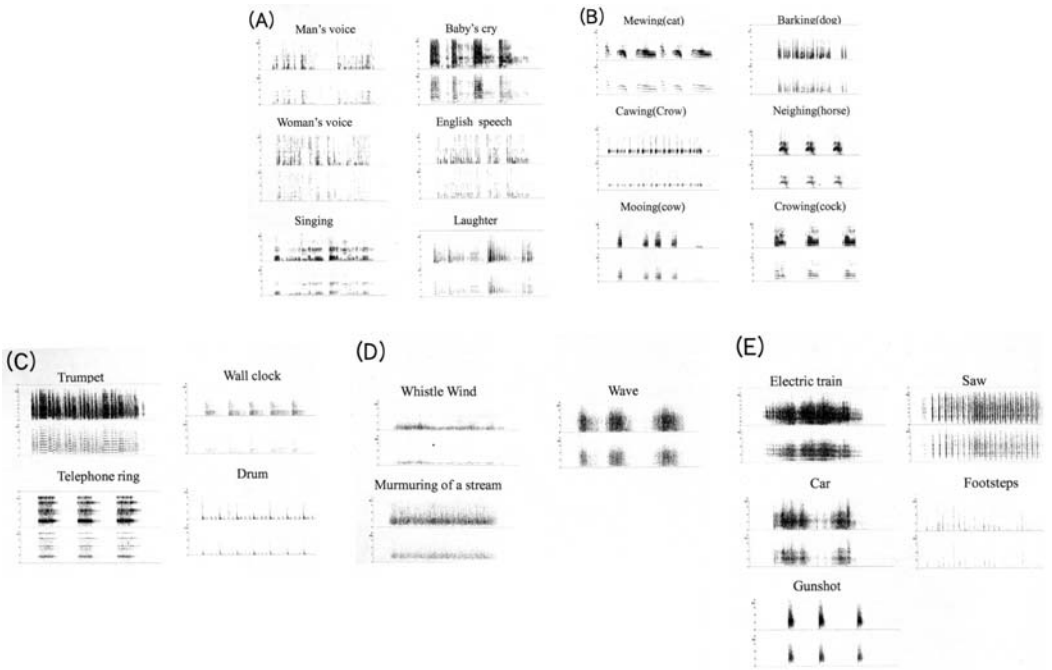 (A)
Man's voice
Baby's cry
Woman's voice
English speech
Singing
Laughter
(B)
Mewing(cat)
Barking(dog)
Cawing(Crow)
Neighing(horse)
Mooing(cow)
Crowing(cock)
(C)
Trumpet
Wall clock
Telephone ring
Drum
(D)
Whistle Wind
Wave
Murmuring of a stream
(E)
Electric train
Saw
Car
Footsteps
Gunshot